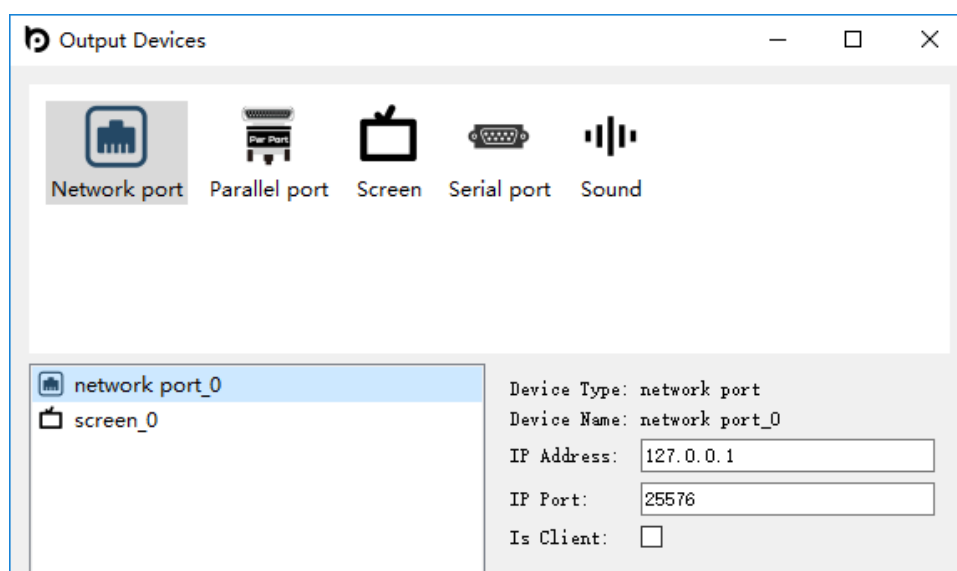 Output Devices
Par Port
Network port Parallel port Screen Serial port Sound
network port_0
screen_0
Device Type: network port
Device Name: network port_0
IP Address: 127.0.0.1
IP Port: 25576
Is Client: